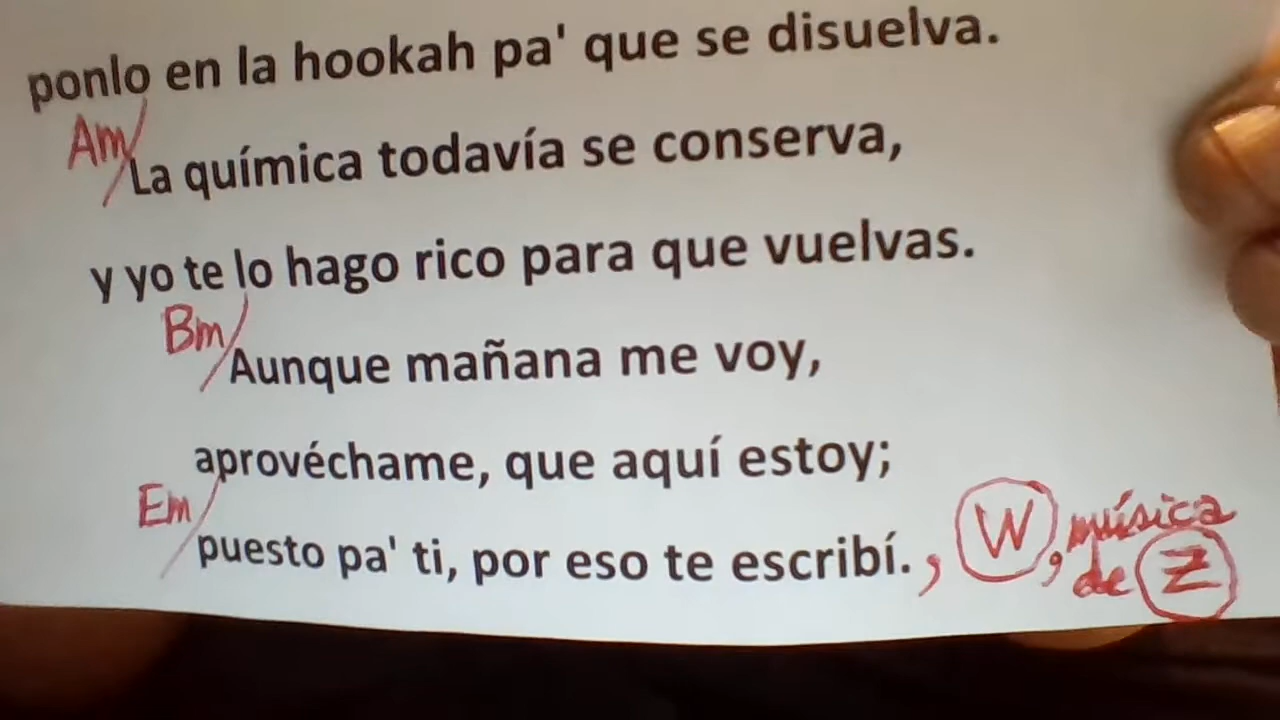 ponlo en la hookah pa' que se disuelva.
Am/ La química todavía se conserva,
y yo te lo hago rico para que vuelvas.
Bm/ Aunque mañana me voy,
aprovéchame, que aquí estoy;
Em/ puesto pa' ti, por eso te escribí. , W, música
de Z